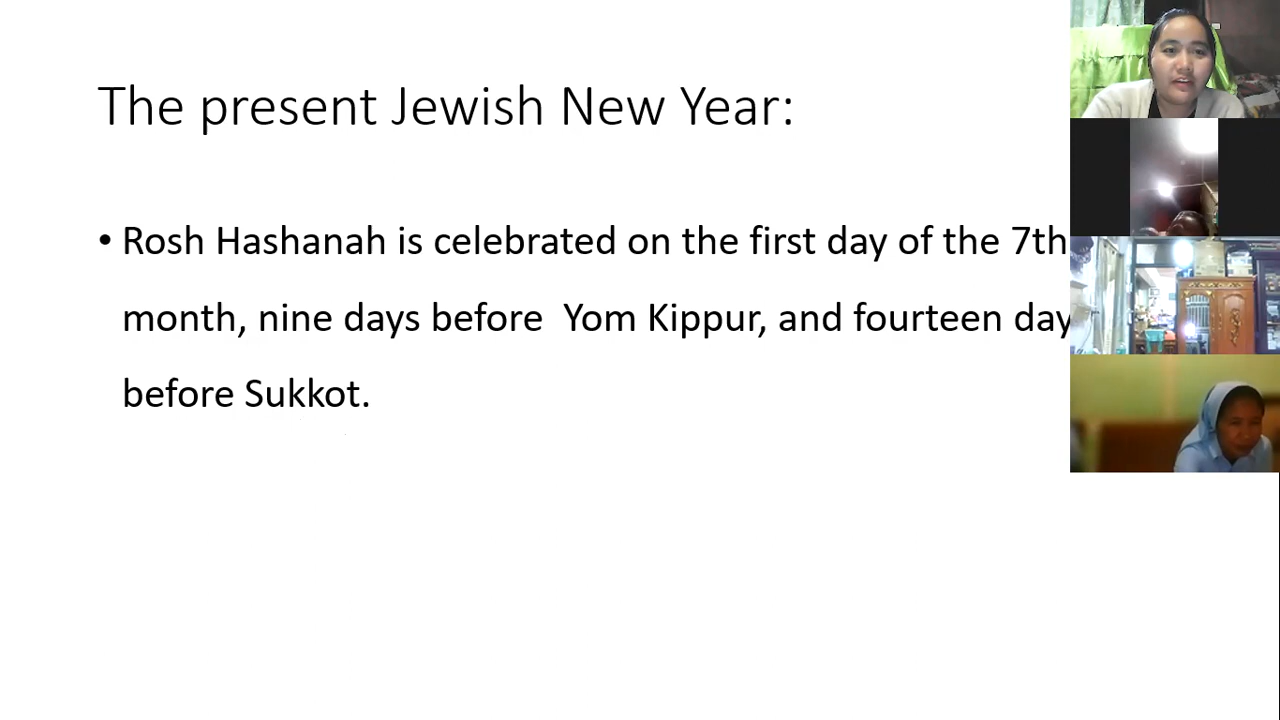 The present Jewish New Year:
• Rosh Hashanah is celebrated on the first day of the 7th
month, nine days before  Yom Kippur, and fourteen day
before Sukkot.